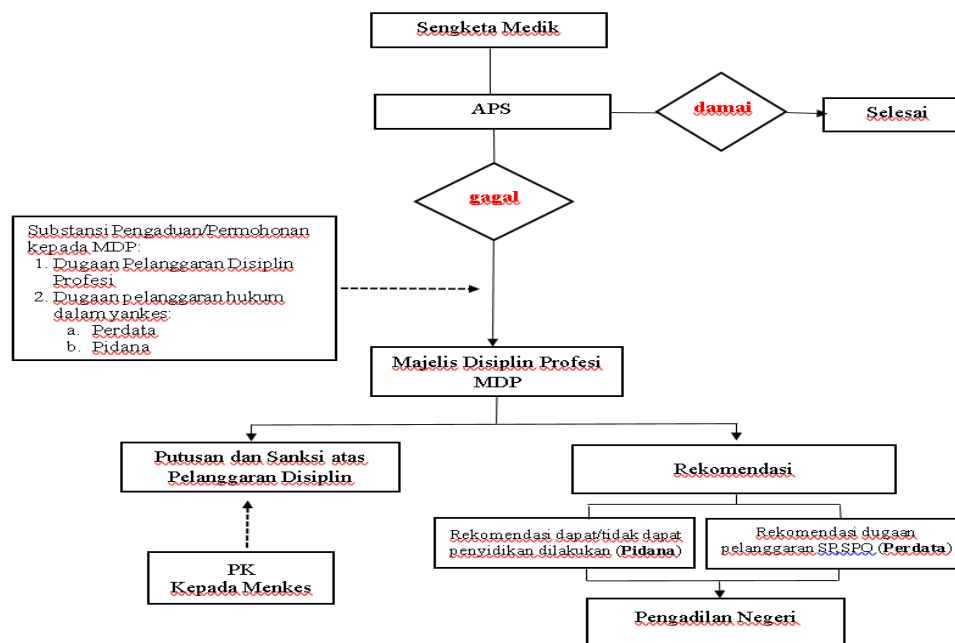 Sengketa Medik
APS
damai
Selesai
gagal
Substansi Pengaduan/Permohonan
kepada MDP:
1. Dugaan Pelanggaran Disiplin
Profesi
2. Dugaan pelanggaran hukum
dalam yankes:
a. Perdata
b. Pidana
Majelis Disiplin Profesi
MDP
Putusan dan Sanksi atas
Pelanggaran Disiplin
Rekomendasi
Rekomendasi dapat/tidak dapat
penyidikan dilakukan (Pidana)
Rekomendasi dugaan
pelanggaran SP,SPO (Perdata)
PK
Kepada Menkes
Pengadilan Negeri